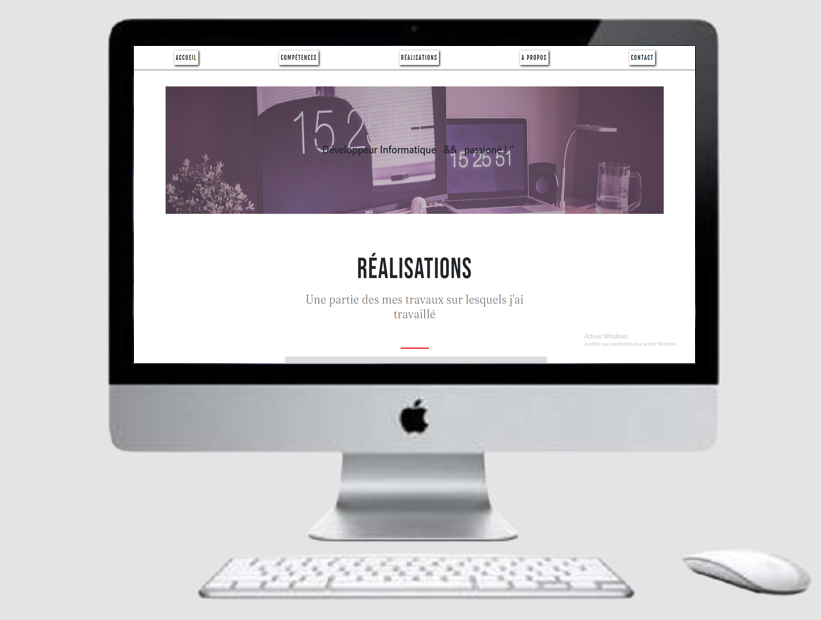 ACCUEIL
COMPÉTENCES
RÉALISATIONS
A PROPOS
CONTACT
15 25
Développeur Informatique && passioné ! "
15 25 51
RÉALISATIONS
Une partie des mes travaux sur lesquels j'ai
travaillé
Activer Windows
Accédez aux paramètres pour activer Windows.